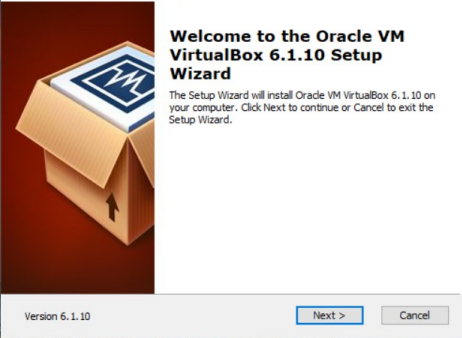 Welcome to the Oracle VM
VirtualBox 6.1.10 Setup
Wizard
The Setup Wizard will install Oracle VM VirtualBox 6.1.10 on
your computer. Click Next to continue or Cancel to exit the
Setup Wizard.
Version 6.1.10
Next >
Cancel